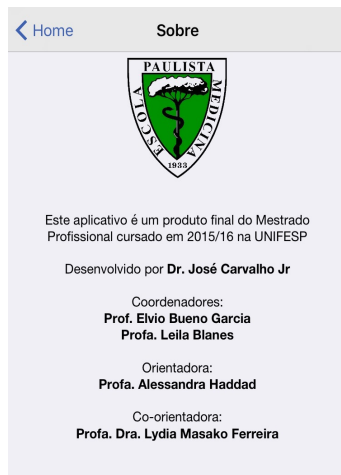 Home
Sobre
PAULISTA
ESCOLA
MEDICINA
1933
Este aplicativo é um produto final do Mestrado
Profissional cursado em 2015/16 na UNIFESP
Desenvolvido por Dr. José Carvalho Jr
Coordenadores:
Prof. Elvio Bueno Garcia
Profa. Leila Blanes
Orientadora:
Profa. Alessandra Haddad
Co-orientadora:
Profa. Dra. Lydia Masako Ferreira